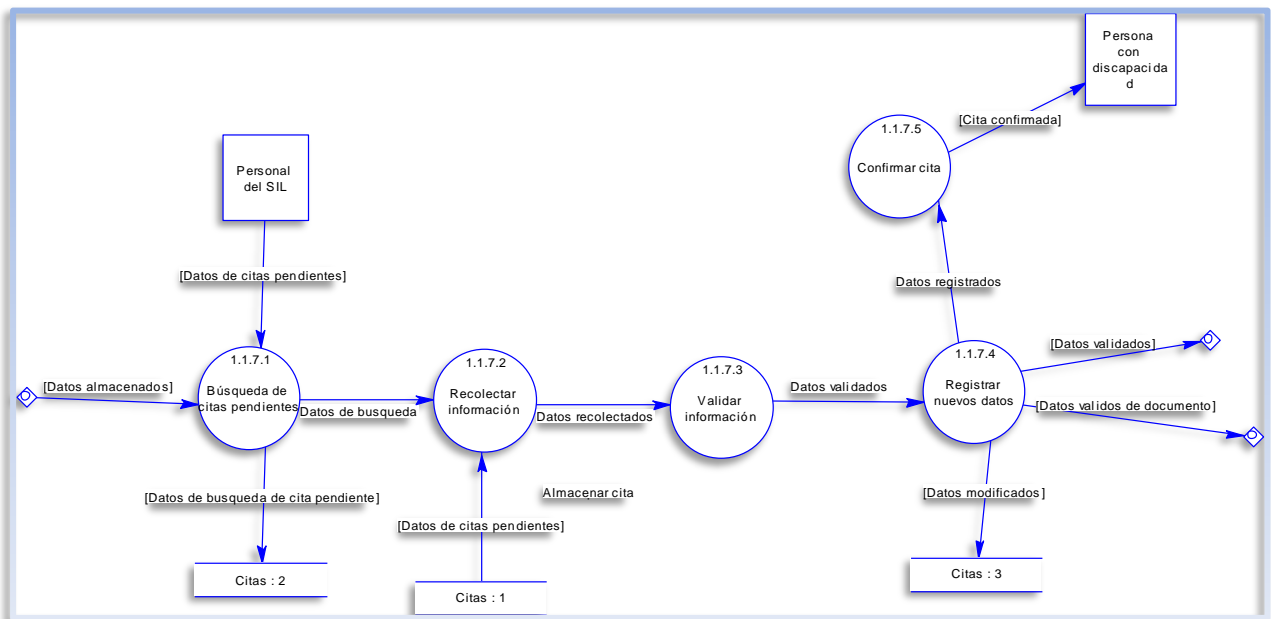 Persona
con
discapacida
d
[Cita confirmada]
1.1.7.5
Confirmar cita
Personal
del SIL
[Datos de citas pendientes]
Datos registrados
1.1.7.1
Búsqueda de
citas pendientes
[Datos almacenados]
Datos de busqueda
1.1.7.2
Recolectar
información
Datos recolectados
1.1.7.3
Validar
información
Datos validados
1.1.7.4
Registrar
nuevos datos
[Datos validados]
[Datos validos de documento]
[Datos de busqueda de cita pendiente]
Almacenar cita
[Datos de citas pendientes]
[Datos modificados]
Citas : 2
Citas : 1
Citas : 3